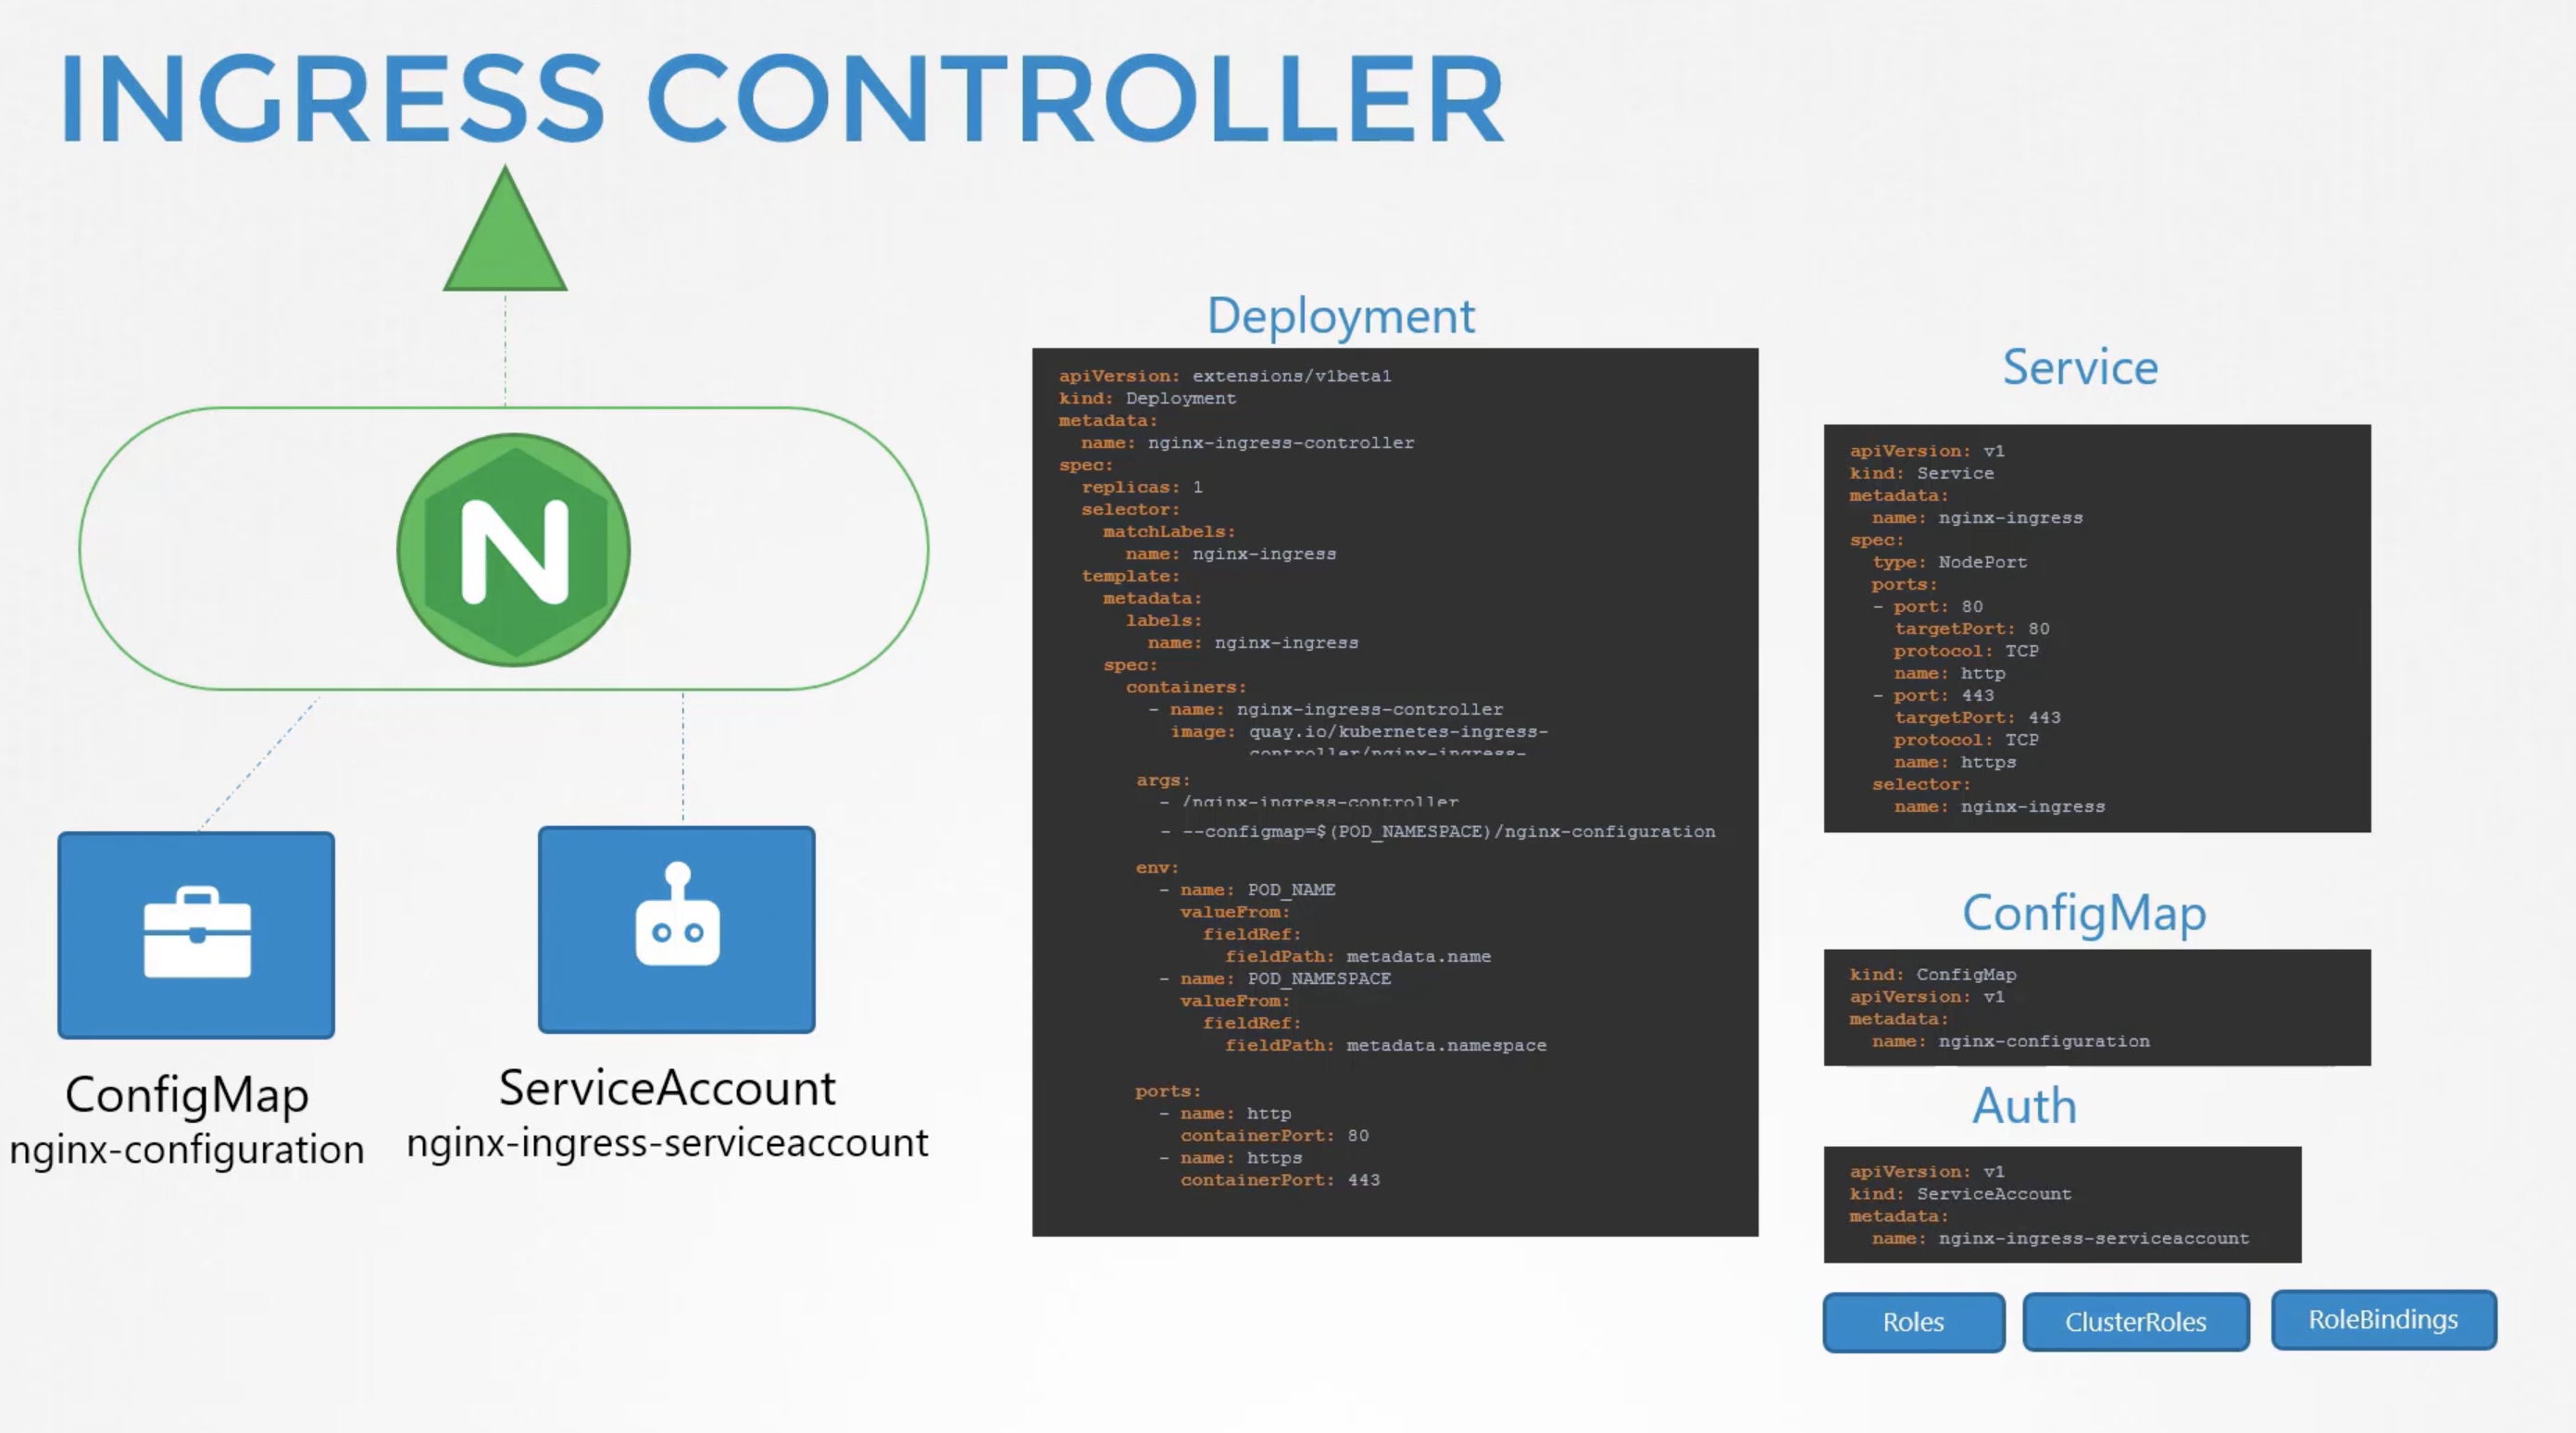 INGRESS CONTROLLER
N
ConfigMap
nginx-configuration
ServiceAccount
nginx-ingress-serviceaccount
Deployment
apiVersion: extensions/v1beta1
kind: Deployment
metadata:
  name: nginx-ingress-controller
spec:
  replicas: 1
  selector:
    matchLabels:
      name: nginx-ingress
  template:
    metadata:
      labels:
        name: nginx-ingress
    spec:
      containers:
        - name: nginx-ingress-controller
          image: quay.io/kubernetes-ingress-
                 controller/nginx-ingress-
      args:
        - /nginx-ingress-controller
        - --configmap=$(POD_NAMESPACE)/nginx-configuration
      env:
        - name: POD_NAME
          valueFrom:
            fieldRef:
              fieldPath: metadata.name
        - name: POD_NAMESPACE
          valueFrom:
            fieldRef:
              fieldPath: metadata.namespace
      ports:
        - name: http
          containerPort: 80
        - name: https
          containerPort: 443
Service
apiVersion: v1
kind: Service
metadata:
  name: nginx-ingress
spec:
  type: NodePort
  ports:
  - port: 80
    targetPort: 80
    protocol: TCP
    name: http
  - port: 443
    targetPort: 443
    protocol: TCP
    name: https
  selector:
    name: nginx-ingress
ConfigMap
kind: ConfigMap
apiVersion: v1
metadata:
  name: nginx-configuration
Auth
apiVersion: v1
kind: ServiceAccount
metadata:
  name: nginx-ingress-serviceaccount
Roles
ClusterRoles
RoleBindings